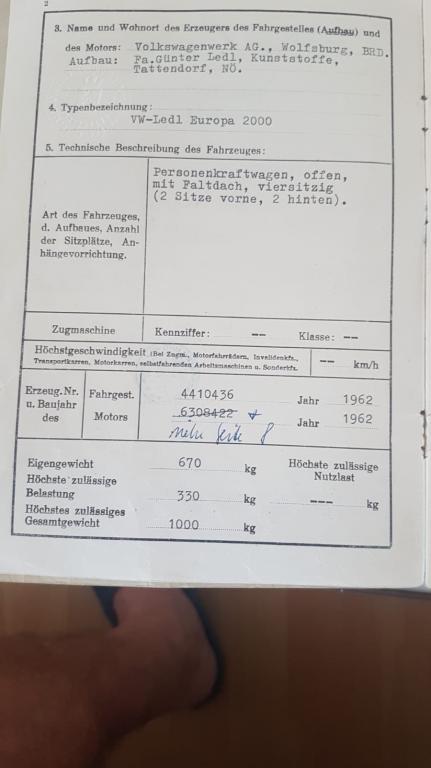 2
3. Name und Wohnort des Erzeugers des Fahrgestelles (Aufbau) und
des Motors: Volkswagenwerk AG., Wolfsburg, BRD.
Aufbau: Fa.Günter Ledl, Kunststoffe,
Tattendorf, NÖ.
4. Typenbezeichnung:
VW-Ledl Europa 2000
5. Technische Beschreibung des Fahrzeuges:
Personenkraftwagen, offen,
mit Faltdach, viersitzig
(2 Sitze vorne, 2 hinten).
Art des Fahrzeuges,
d. Aufbaues, Anzahl
der Sitzplätze, An-
hängevorrichtung.
Zugmaschine Kennziffer: -- Klasse: --
Höchstgeschwindigkeit (Bei Zugm., Motorfahrrädern, Invalidenkfz.,
Transportkarren, Motorkarren, selbstfahrenden Arbeitsmaschinen u. Sonderkfz. -- km/h
Erzeug.Nr. Fahrgest. 4410436 Jahr 1962
u. Baujahr
des Motors 6308422 Jahr 1962
siehe Seite 8
Eigengewicht 670 kg
Höchste zulässige
Belastung 330 kg
Höchste zulässige
Nutzlast
--- kg
Höchstes zulässiges
Gesamtgewicht 1000 kg